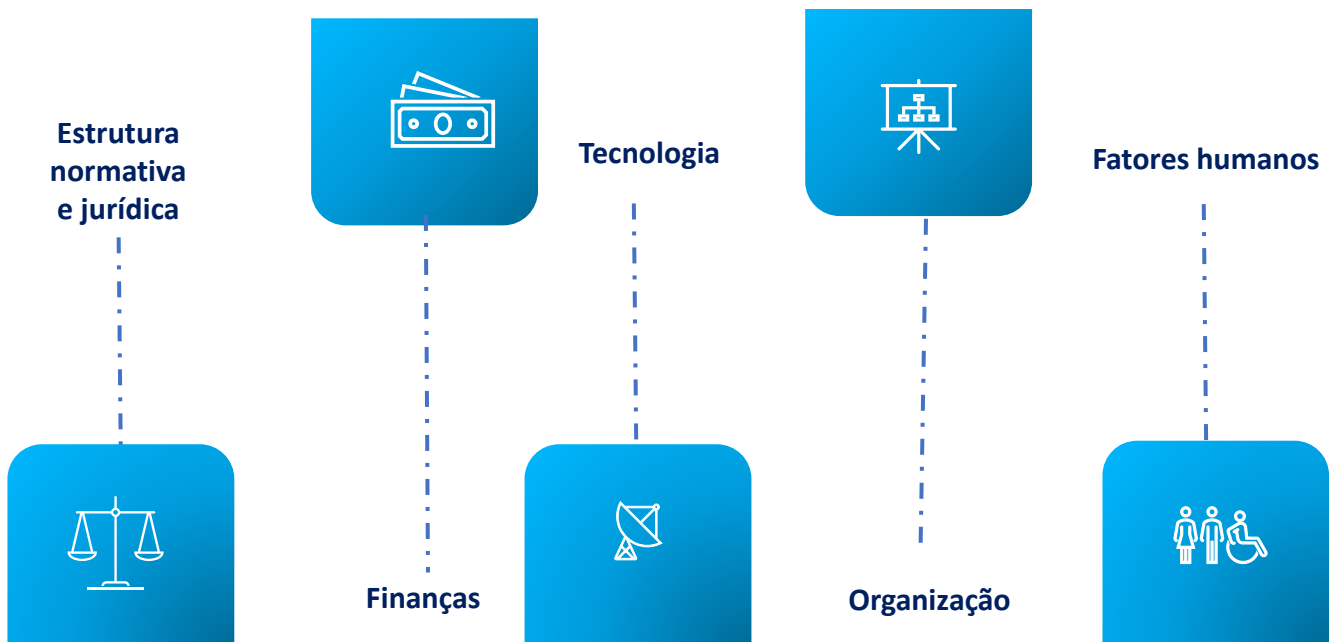 Estrutura
normativa
e jurídica
Finanças
Tecnologia
Organização
Fatores humanos